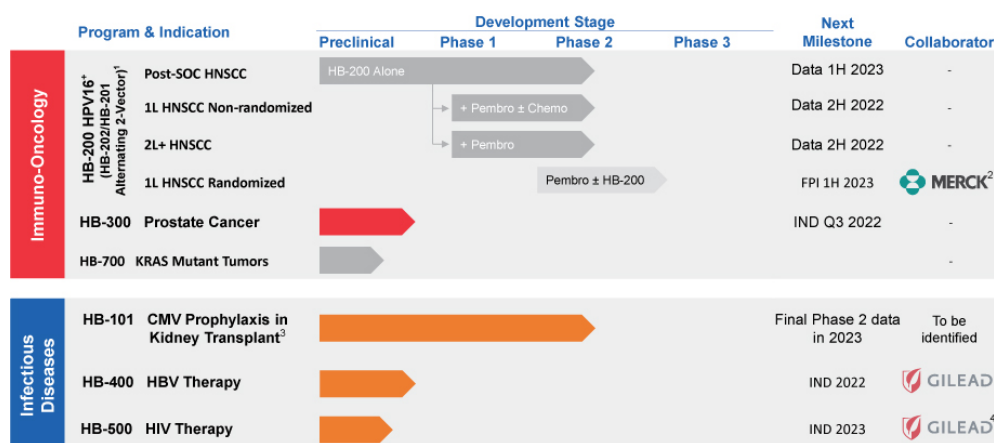 Development Stage
Program & Indication
Preclinical Phase 1 Phase 2 Phase 3
Next
Milestone
Collaborator
Immuno-Oncology
HB-200 HPV16+
(HB-202/HB-201
Alternating 2-Vector)1
Post-SOC HNSCC HB-200 Alone Data 1H 2023 -
1L HNSCC Non-randomized + Pembro ± Chemo Data 2H 2022 -
2L+ HNSCC + Pembro Data 2H 2022 -
1L HNSCC Randomized Pembro ± HB-200 FPI 1H 2023 MERCK2
HB-300 Prostate Cancer IND Q3 2022 -
HB-700 KRAS Mutant Tumors -
Infectious
Diseases
HB-101 CMV Prophylaxis in
Kidney Transplant3
Final Phase 2 data
in 2023
To be
identified
HB-400 HBV Therapy IND 2022 GILEAD
HB-500 HIV Therapy IND 2023 GILEAD4